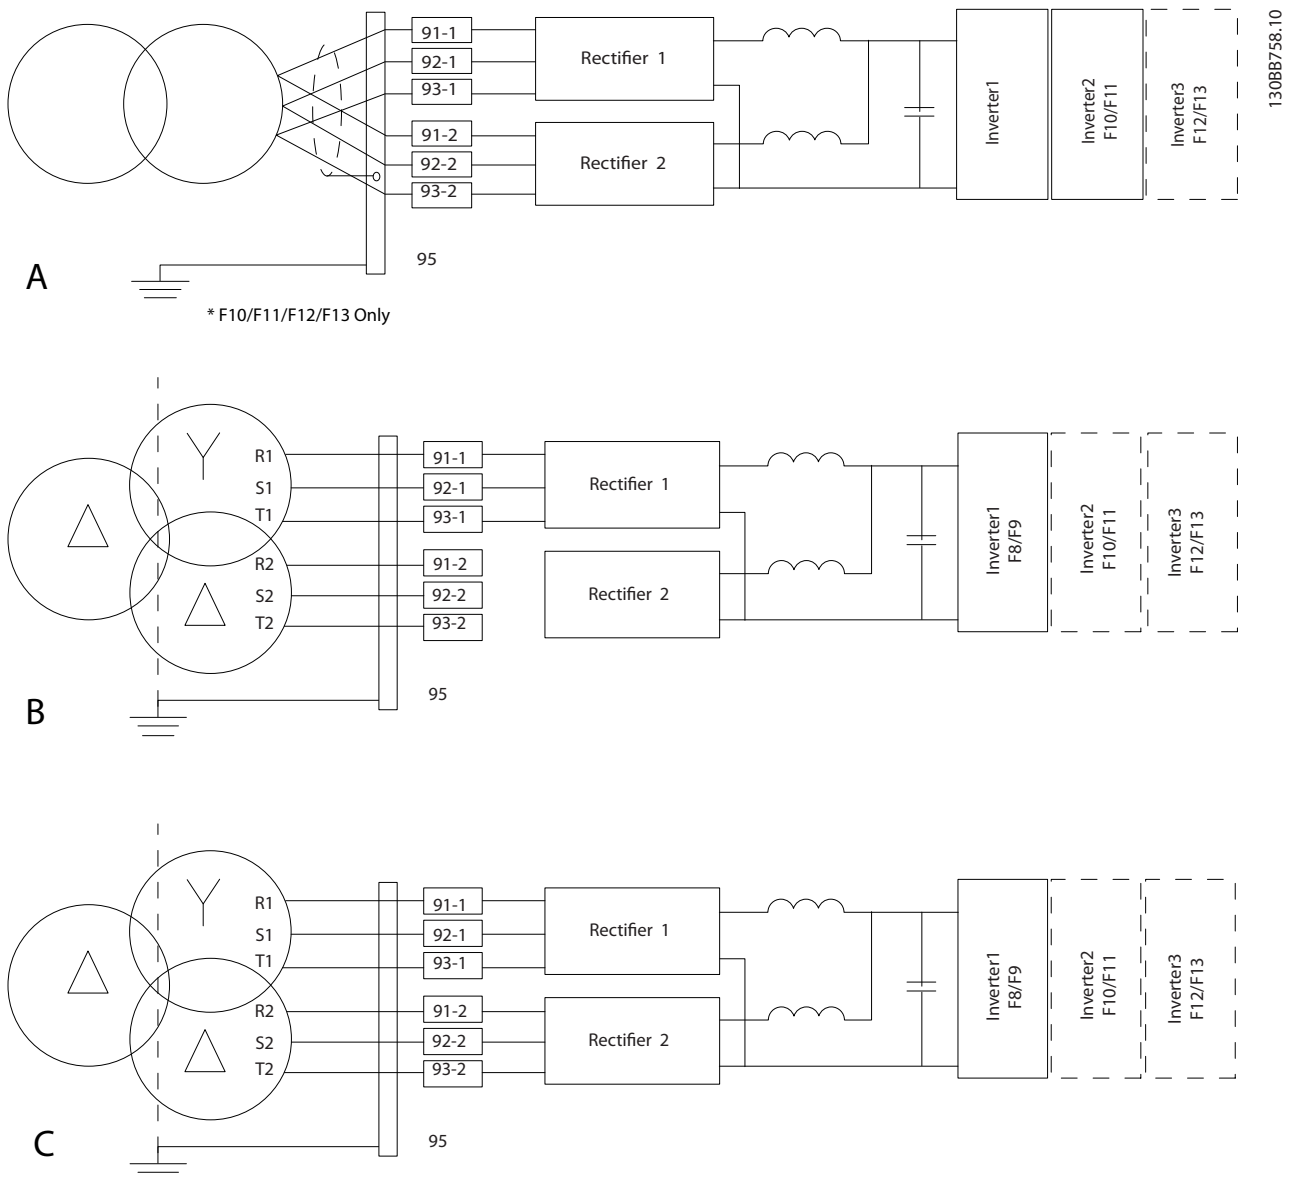 91-1
92-1
93-1
91-2
92-2
93-2
Rectifier 1
Rectifier 2
Inverter1
Inverter2
F10/F11
Inverter3
F12/F13
130BB758.10
95
A
* F10/F11/F12/F13 Only
R1
S1
T1
R2
S2
T2
91-1
92-1
93-1
91-2
92-2
93-2
Rectifier 1
Rectifier 2
Inverter1
F8/F9
Inverter2
F10/F11
Inverter3
F12/F13
95
B
R1
S1
T1
R2
S2
T2
91-1
92-1
93-1
91-2
92-2
93-2
Rectifier 1
Rectifier 2
Inverter1
F8/F9
Inverter2
F10/F11
Inverter3
F12/F13
95
C